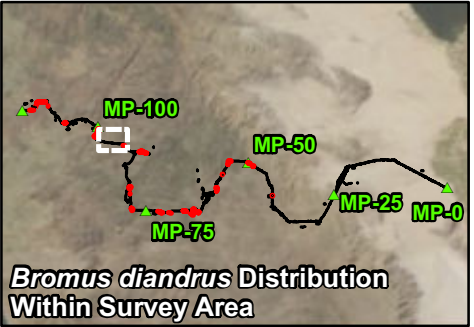 MP-100
MP-50
MP-25
MP-0
MP-75
Bromus diandrus Distribution
Within Survey Area